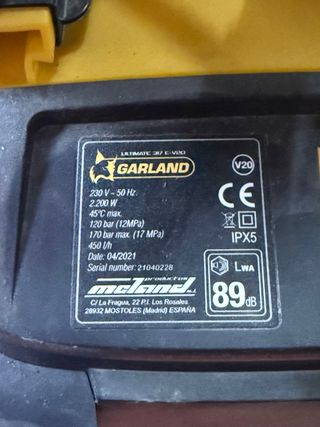 ULTIMATE 317 E-V20
GARLAND
V20
230 V ~ 50 Hz.
2.200 W
45ºC max.
120 bar (12MPa)
170 bar max. (17 MPa)
450 l/h
Date: 04/2021
Serial number: 21040228
CE
IPX5
LWA
89dB
productos
mcLand
C/ La Fragua, 22 P.I. Los Rosales
28932 MOSTOLES (Madrid) ESPAÑA